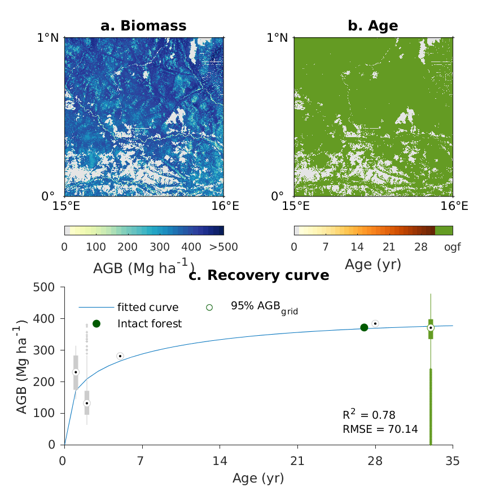 a. Biomass
b. Age
1°N
1°N
0°
0°
15°E
16°E
15°E
16°E
0 100 200 300 400 >500
0 7 14 21 28 ogf
AGB (Mg ha-1)
Age (yr)
c. Recovery curve
500
400
300
200
100
0
AGB (Mg ha-1)
fitted curve
95% AGBgrid
Intact forest
R2 = 0.78
RMSE = 70.14
0 7 14 21 28 35
Age (yr)